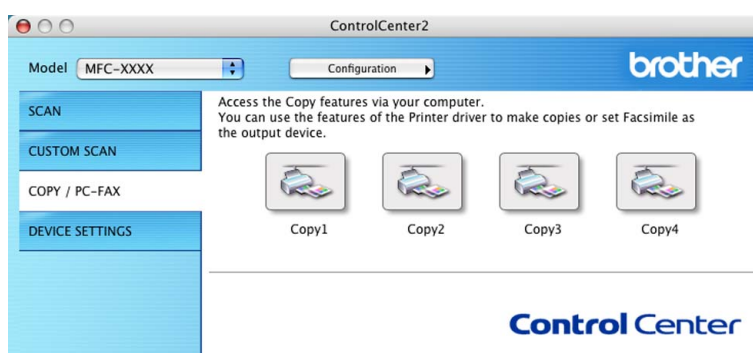 ControlCenter2
Model MFC-XXXX Configuration brother
SCAN
CUSTOM SCAN
COPY / PC-FAX
DEVICE SETTINGS
Access the Copy features via your computer.
You can use the features of the Printer driver to make copies or set Facsimile as
the output device.
Copy1 Copy2 Copy3 Copy4
Control Center